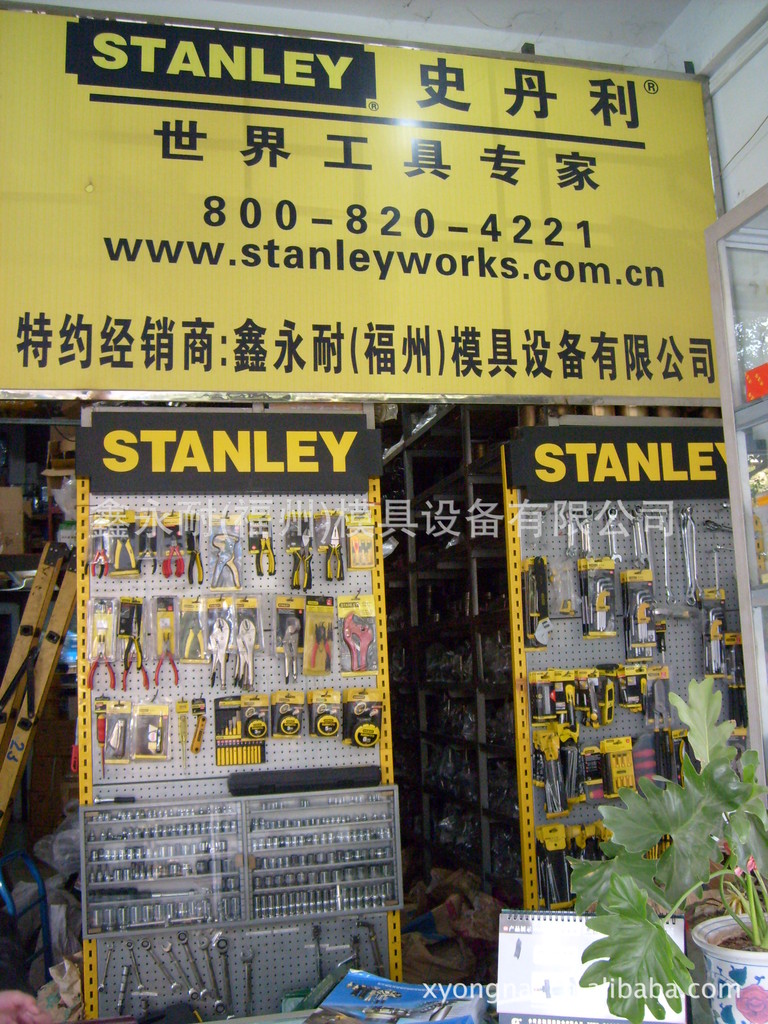 STANLEY® 史丹利®
世界工具专家
800-820-4221
www.stanleyworks.com.cn
特约经销商:鑫永耐(福州)模具设备有限公司
STANLEY
STANLEY
鑫永耐(福州)模具设备有限公司
STANLEY